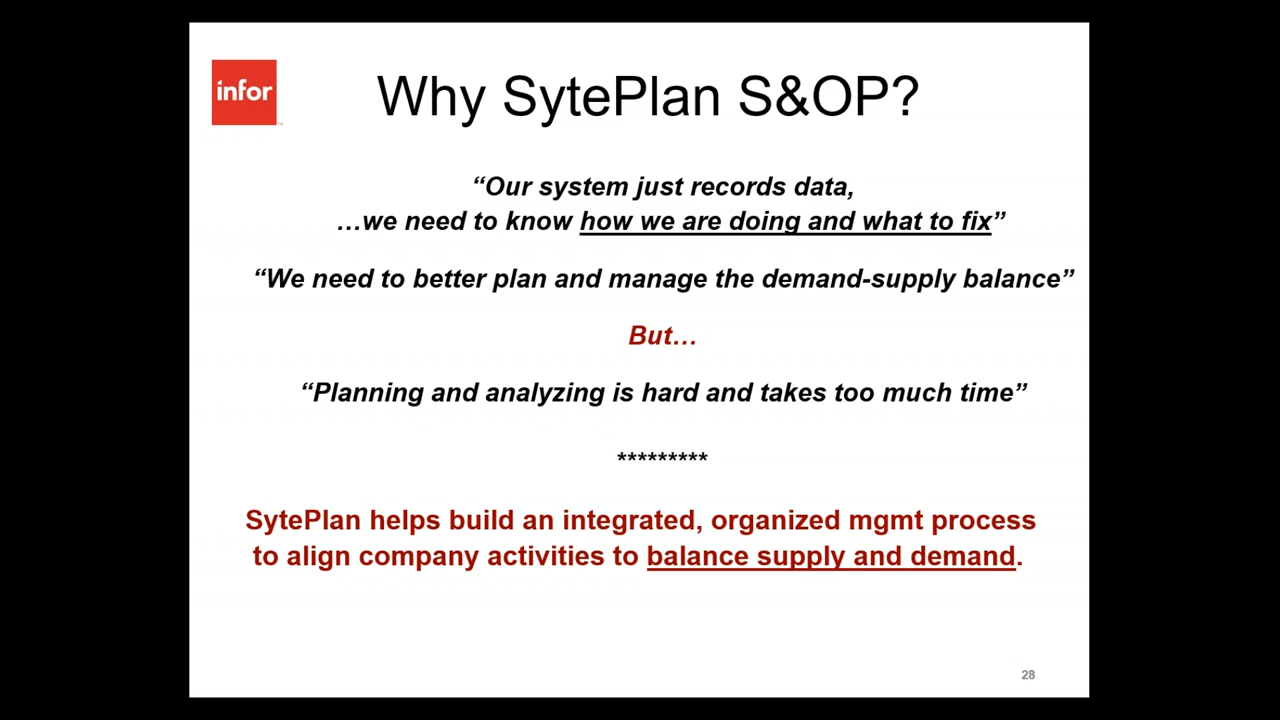 infor
Why SytePlan S&OP?
“Our system just records data,
…we need to know how we are doing and what to fix”
“We need to better plan and manage the demand-supply balance”
But…
“Planning and analyzing is hard and takes too much time”
*********
SytePlan helps build an integrated, organized mgmt process
to align company activities to balance supply and demand.
28